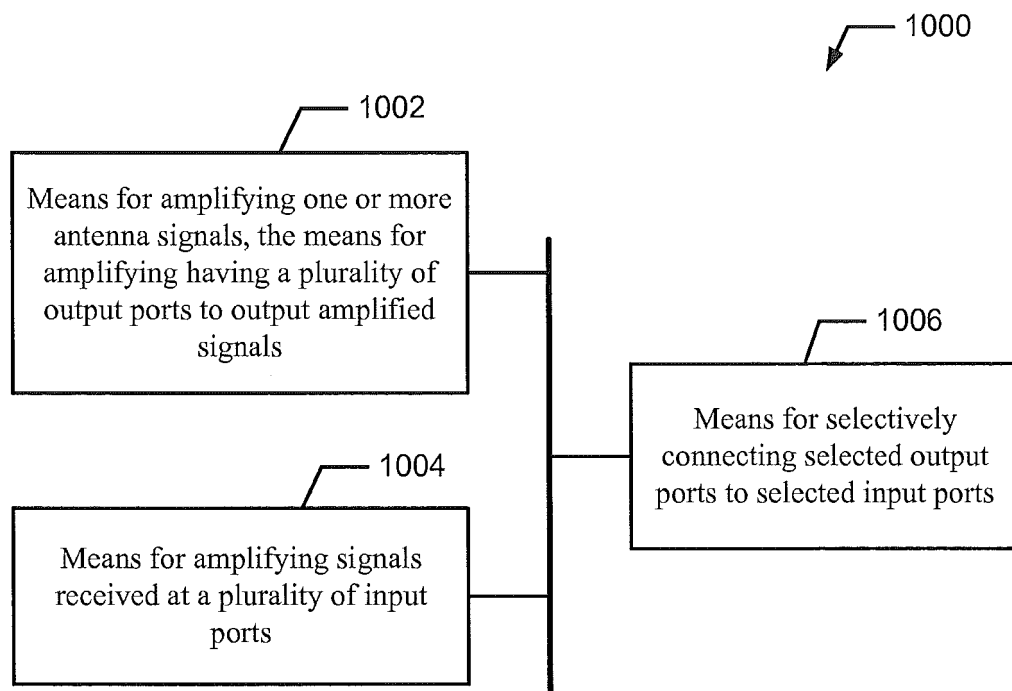 1000
1002
Means for amplifying one or more
antenna signals, the means for
amplifying having a plurality of
output ports to output amplified
signals
1006
Means for selectively
connecting selected output
ports to selected input ports
1004
Means for amplifying signals
received at a plurality of input
ports